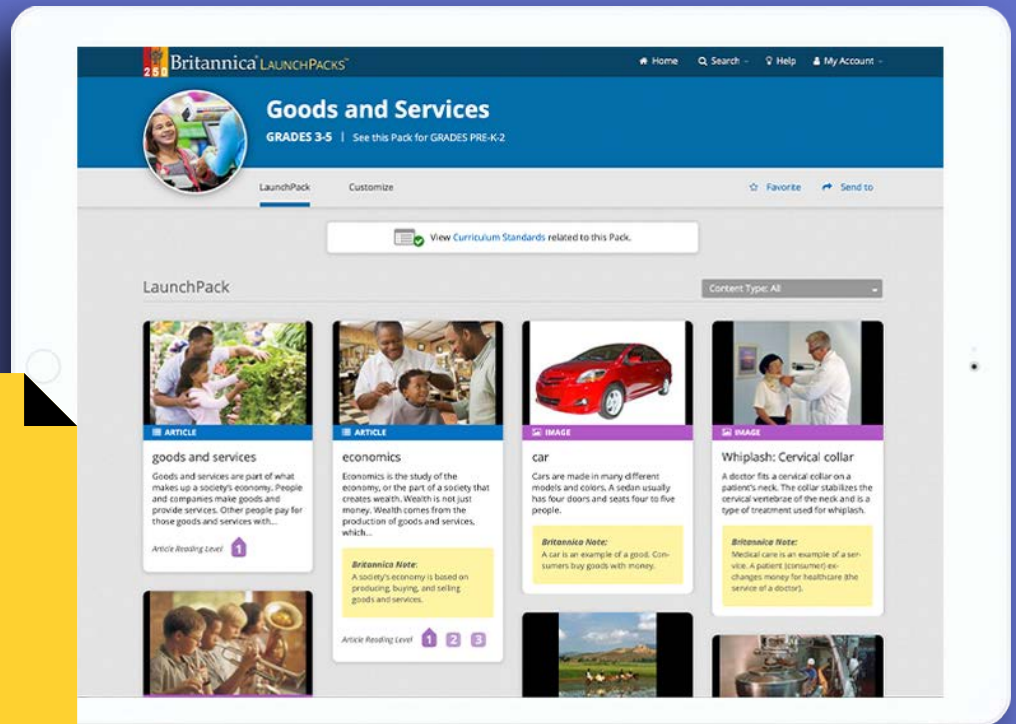 250 Britannica® LAUNCHPACKS™
Home Search Help My Account
Goods and Services
GRADES 3-5 | See this Pack for GRADES PRE-K-2
LaunchPack Customize Favorite Send to
View Curriculum Standards related to this Pack.
LaunchPack
Content Type: All
ARTICLE
goods and services
Goods and services are part of what
makes up a society's economy. People
and companies make goods and
provide services. Other people pay for
those goods and services with...
Article Reading Level 1
ARTICLE
economics
Economics is the study of the
economy, or the part of a society that
creates wealth. Wealth is not just
money. Wealth comes from the
production of goods and services,
which...
Britannica Note:
A society's economy is based on
producing, buying, and selling
goods and services.
Article Reading Level 1 2 3
IMAGE
car
Cars are made in many different
models and colors. A sedan usually
has four doors and seats four to five
people.
Britannica Note:
A car is an example of a good. Con-
sumers buy goods with money.
IMAGE
Whiplash: Cervical collar
A doctor fits a cervical collar on a
patient's neck. The collar stabilizes the
cervical vertebrae of the neck and is a
type of treatment used for whiplash.
Britannica Note:
Medical care is an example of a ser-
vice. A patient (consumer) ex-
changes money for healthcare (the
service of a doctor).